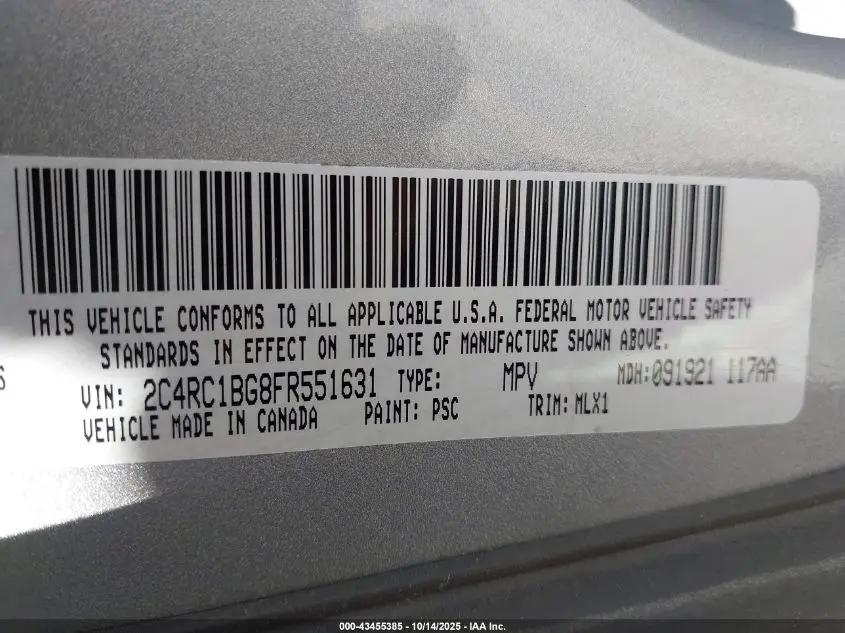 THIS VEHICLE CONFORMS TO ALL APPLICABLE U.S.A. FEDERAL MOTOR VEHICLE SAFETY
STANDARDS IN EFFECT ON THE DATE OF MANUFACTURE SHOWN ABOVE.
S
VIN: 2C4RC1BG8FR551631 TYPE: MPV MDH:091921 117AA
VEHICLE MADE IN CANADA PAINT: PSC TRIM: MLX1
000-43455385 - 10/14/2025 - IAA Inc.